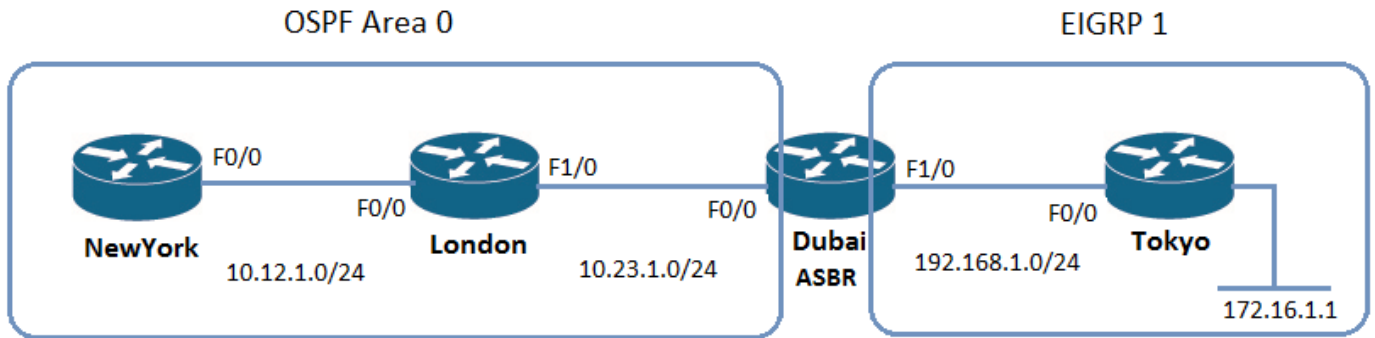 OSPF Area 0
EIGRP 1
F0/0
F1/0
F1/0
F0/0
F0/0
F0/0
NewYork
London
Dubai
Tokyo
10.12.1.0/24
10.23.1.0/24
ASBR
192.168.1.0/24
172.16.1.1